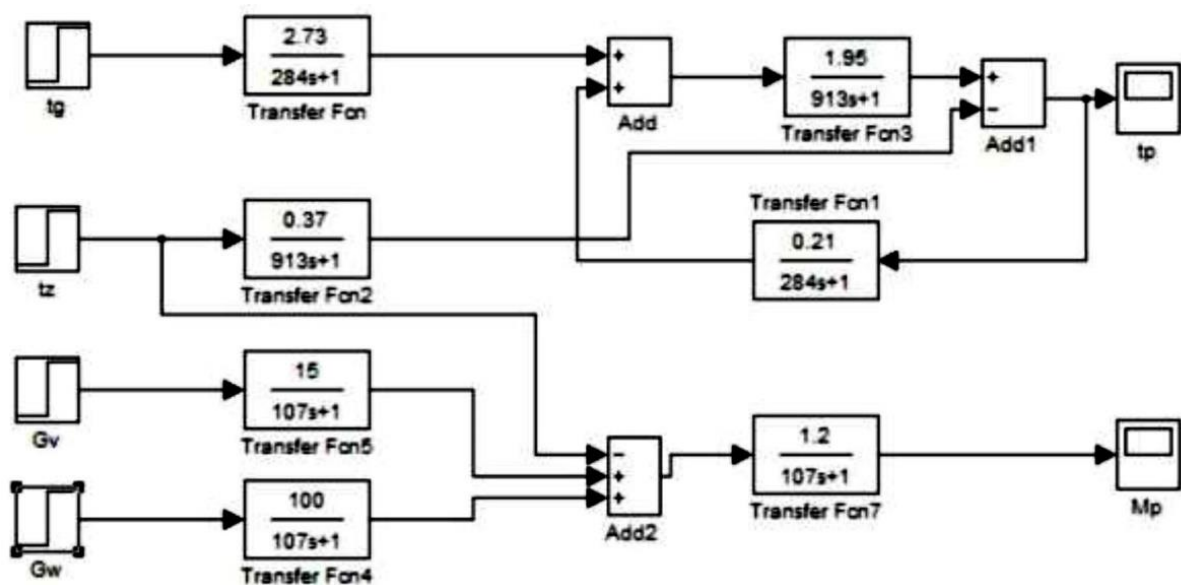 2.73
284s+1
Transfer Fcn
tg
+
+
Add
1.95
913s+1
Transfer Fcn3
+
−
Add1
tp
0.37
913s+1
Transfer Fcn2
tz
Transfer Fcn1
0.21
284s+1
15
107s+1
Transfer Fcn5
Gv
−
+
+
Add2
1.2
107s+1
Transfer Fcn7
Mp
100
107s+1
Transfer Fcn4
Gw